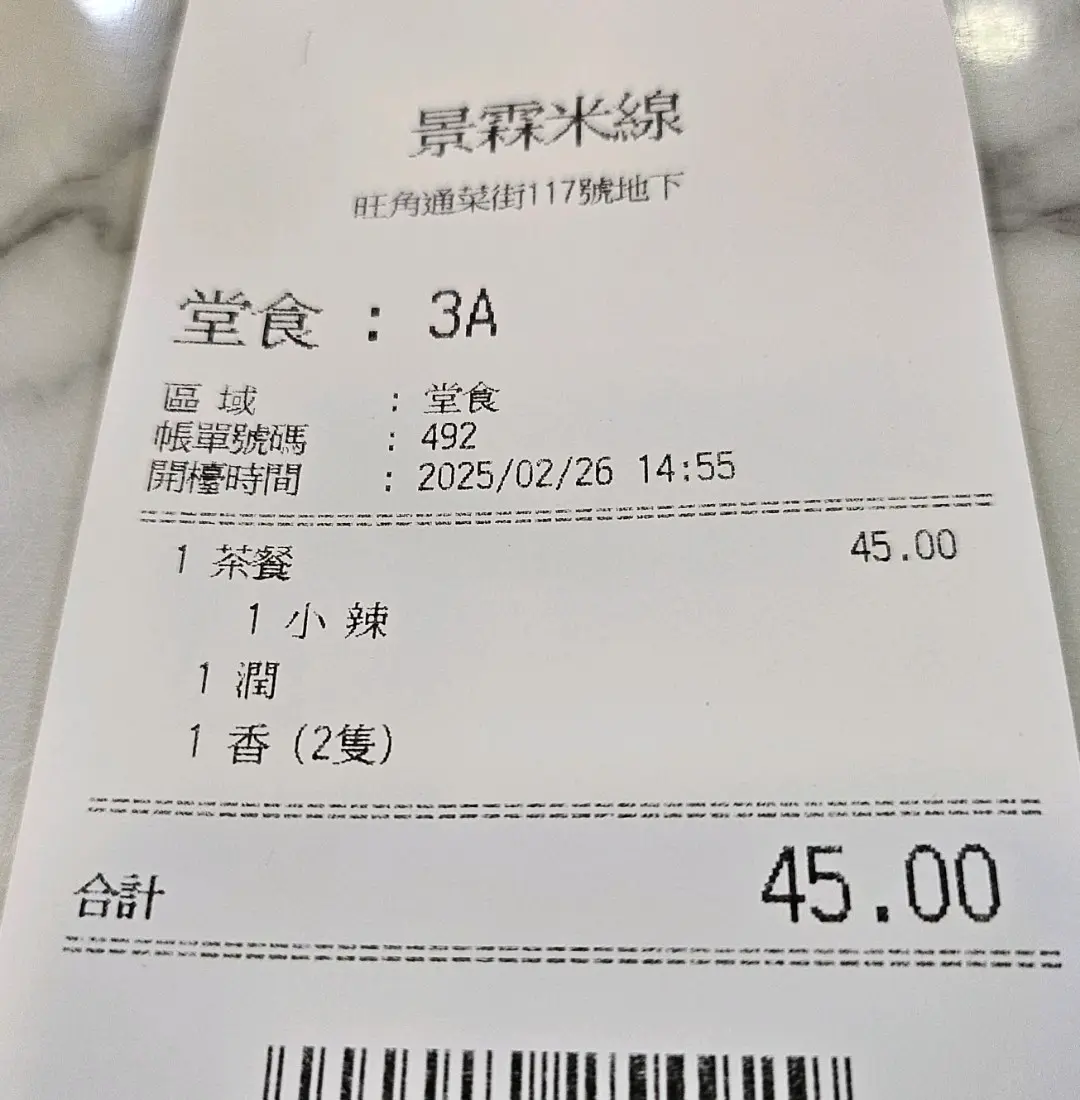 景霖米線
旺角通菜街117號地下
堂食 : 3A
區 域 : 堂食
帳單號碼 : 492
開檯時間 : 2025/02/26 14:55
1 茶餐 45.00
1 小 辣
1 潤
1 香 (2隻)
合計 45.00